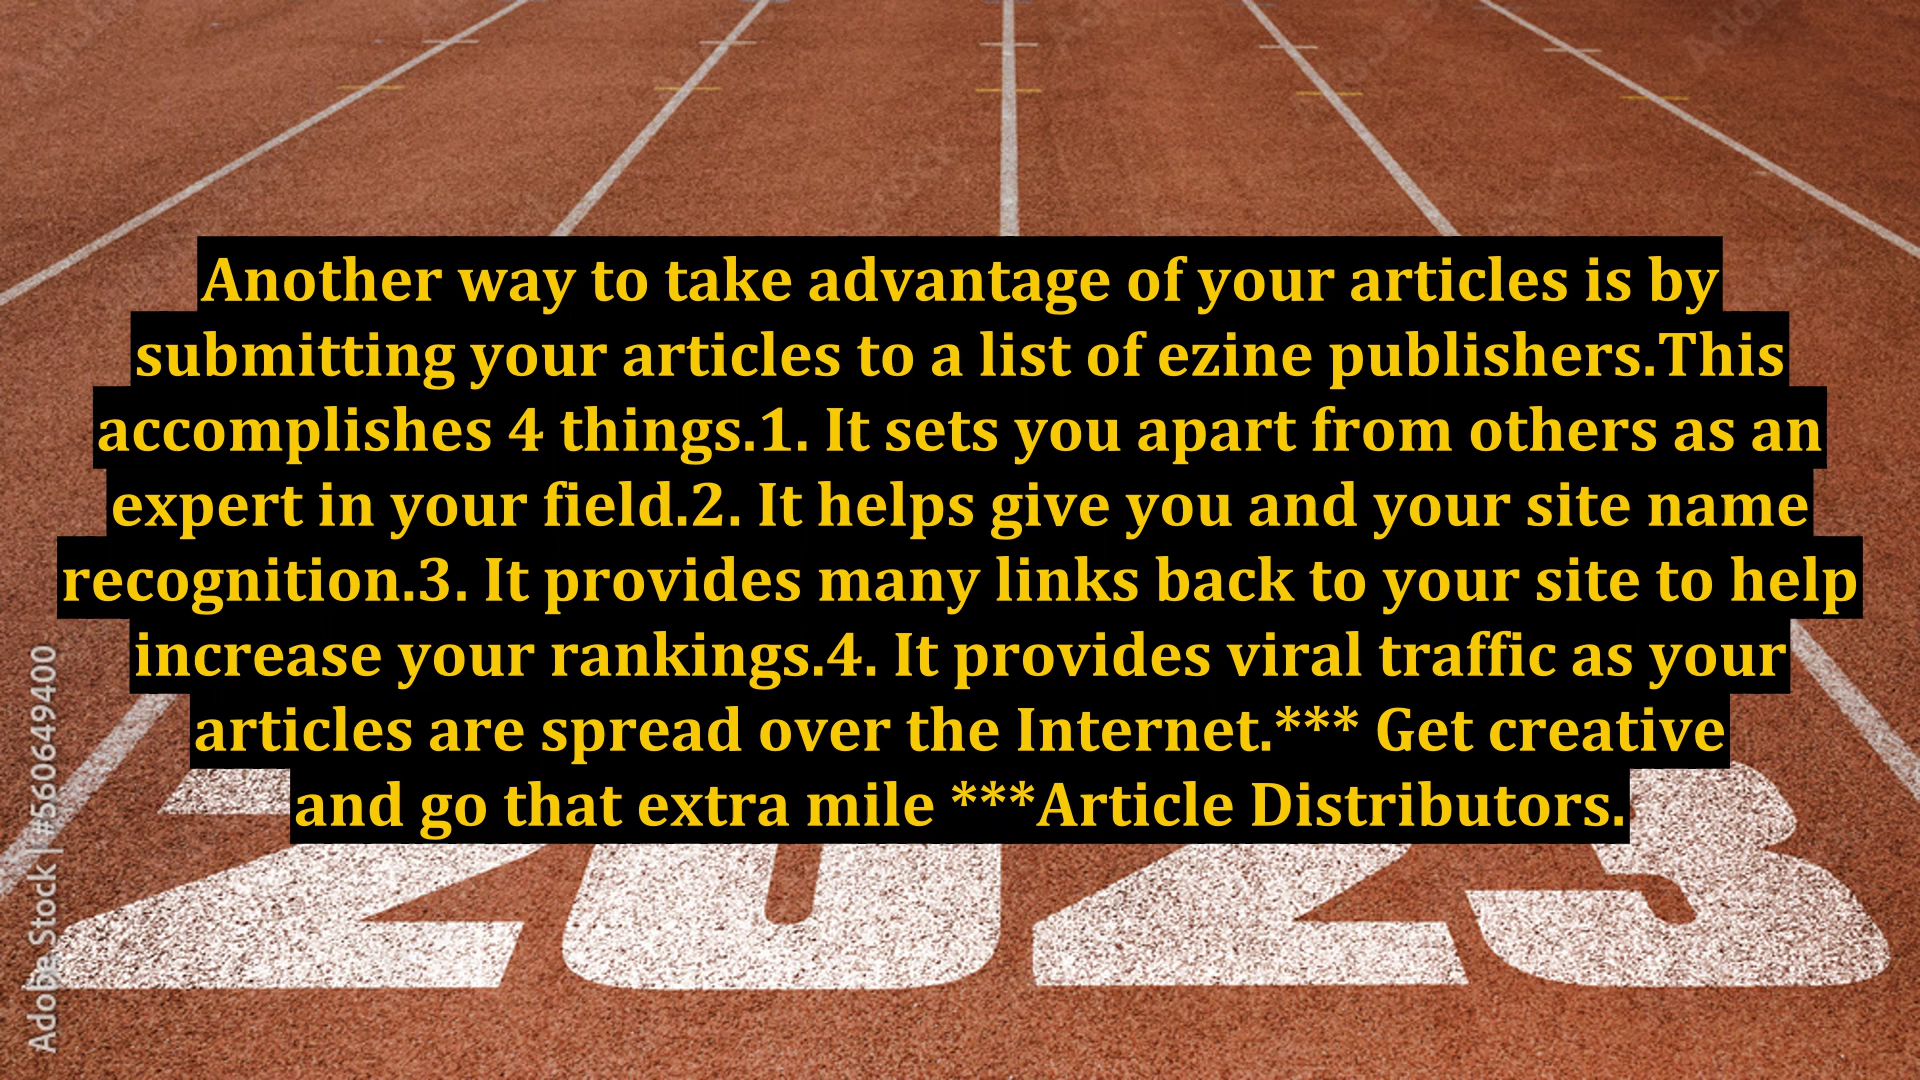 Another way to take advantage of your articles is by
submitting your articles to a list of ezine publishers.This
accomplishes 4 things.1. It sets you apart from others as an
expert in your field.2. It helps give you and your site name
recognition.3. It provides many links back to your site to help
increase your rankings.4. It provides viral traffic as your
articles are spread over the Internet.*** Get creative
and go that extra mile ***Article Distributors.
2023
Adobe Stock | #560649400